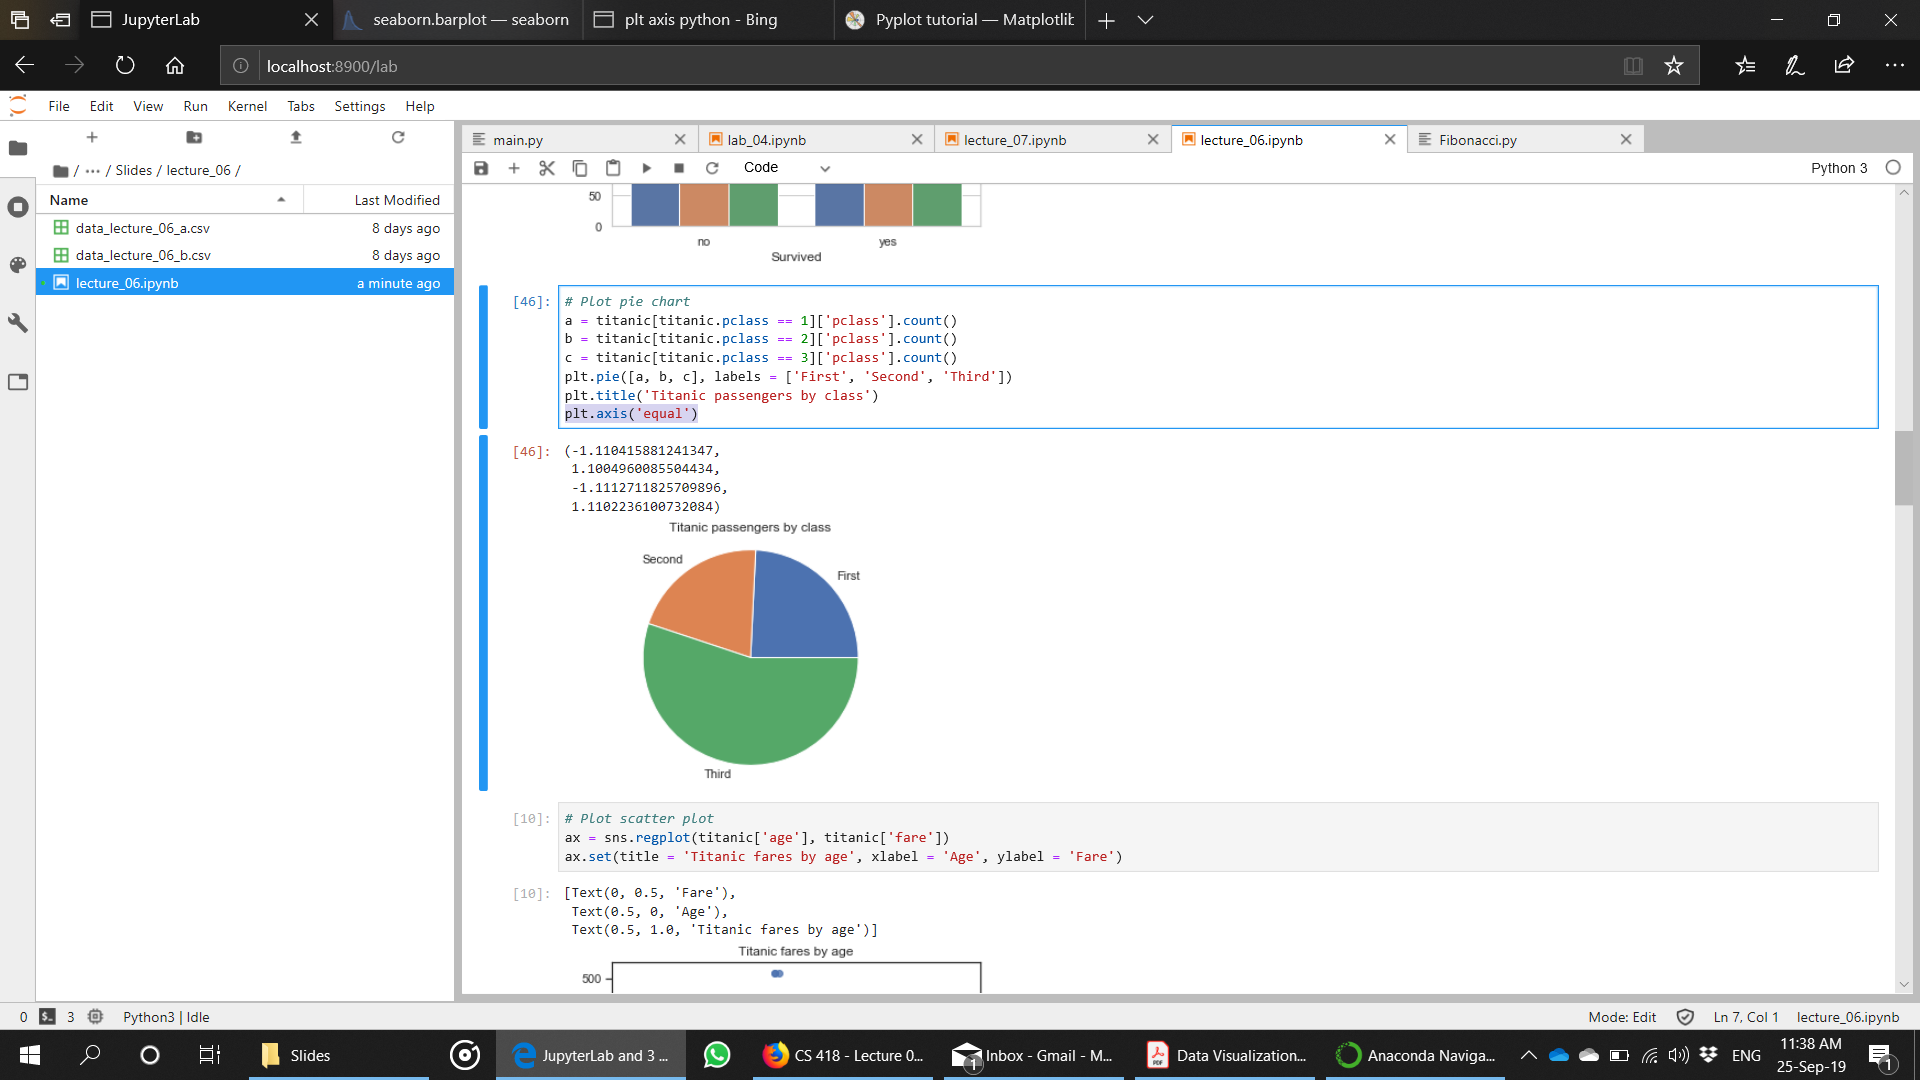 JupyterLab
seaborn.barplot — seaborn
plt axis python - Bing
Pyplot tutorial — Matplotlib
localhost:8900/lab
File Edit View Run Kernel Tabs Settings Help
/ ··· / Slides / lecture_06 /
Name Last Modified
data_lecture_06_a.csv 8 days ago
data_lecture_06_b.csv 8 days ago
lecture_06.ipynb a minute ago
main.py lab_04.ipynb lecture_07.ipynb lecture_06.ipynb Fibonacci.py
Code Python 3
50
0
no yes
Survived
[46]: # Plot pie chart
a = titanic[titanic.pclass == 1]['pclass'].count()
b = titanic[titanic.pclass == 2]['pclass'].count()
c = titanic[titanic.pclass == 3]['pclass'].count()
plt.pie([a, b, c], labels = ['First', 'Second', 'Third'])
plt.title('Titanic passengers by class')
plt.axis('equal')
[46]: (-1.110415881241347,
1.1004960085504434,
-1.1112711825709896,
1.1102236100732084)
Titanic passengers by class
Second
First
Third
[10]: # Plot scatter plot
ax = sns.regplot(titanic['age'], titanic['fare'])
ax.set(title = 'Titanic fares by age', xlabel = 'Age', ylabel = 'Fare')
[10]: [Text(0, 0.5, 'Fare'),
Text(0.5, 0, 'Age'),
Text(0.5, 1.0, 'Titanic fares by age')]
Titanic fares by age
500
0 $_ 3 Python3 | Idle Mode: Edit Ln 7, Col 1 lecture_06.ipynb
Slides JupyterLab and 3 ... CS 418 - Lecture 0... Inbox - Gmail - M... Data Visualization... Anaconda Naviga... ENG
1 PDF 1
11:38 AM
25-Sep-19